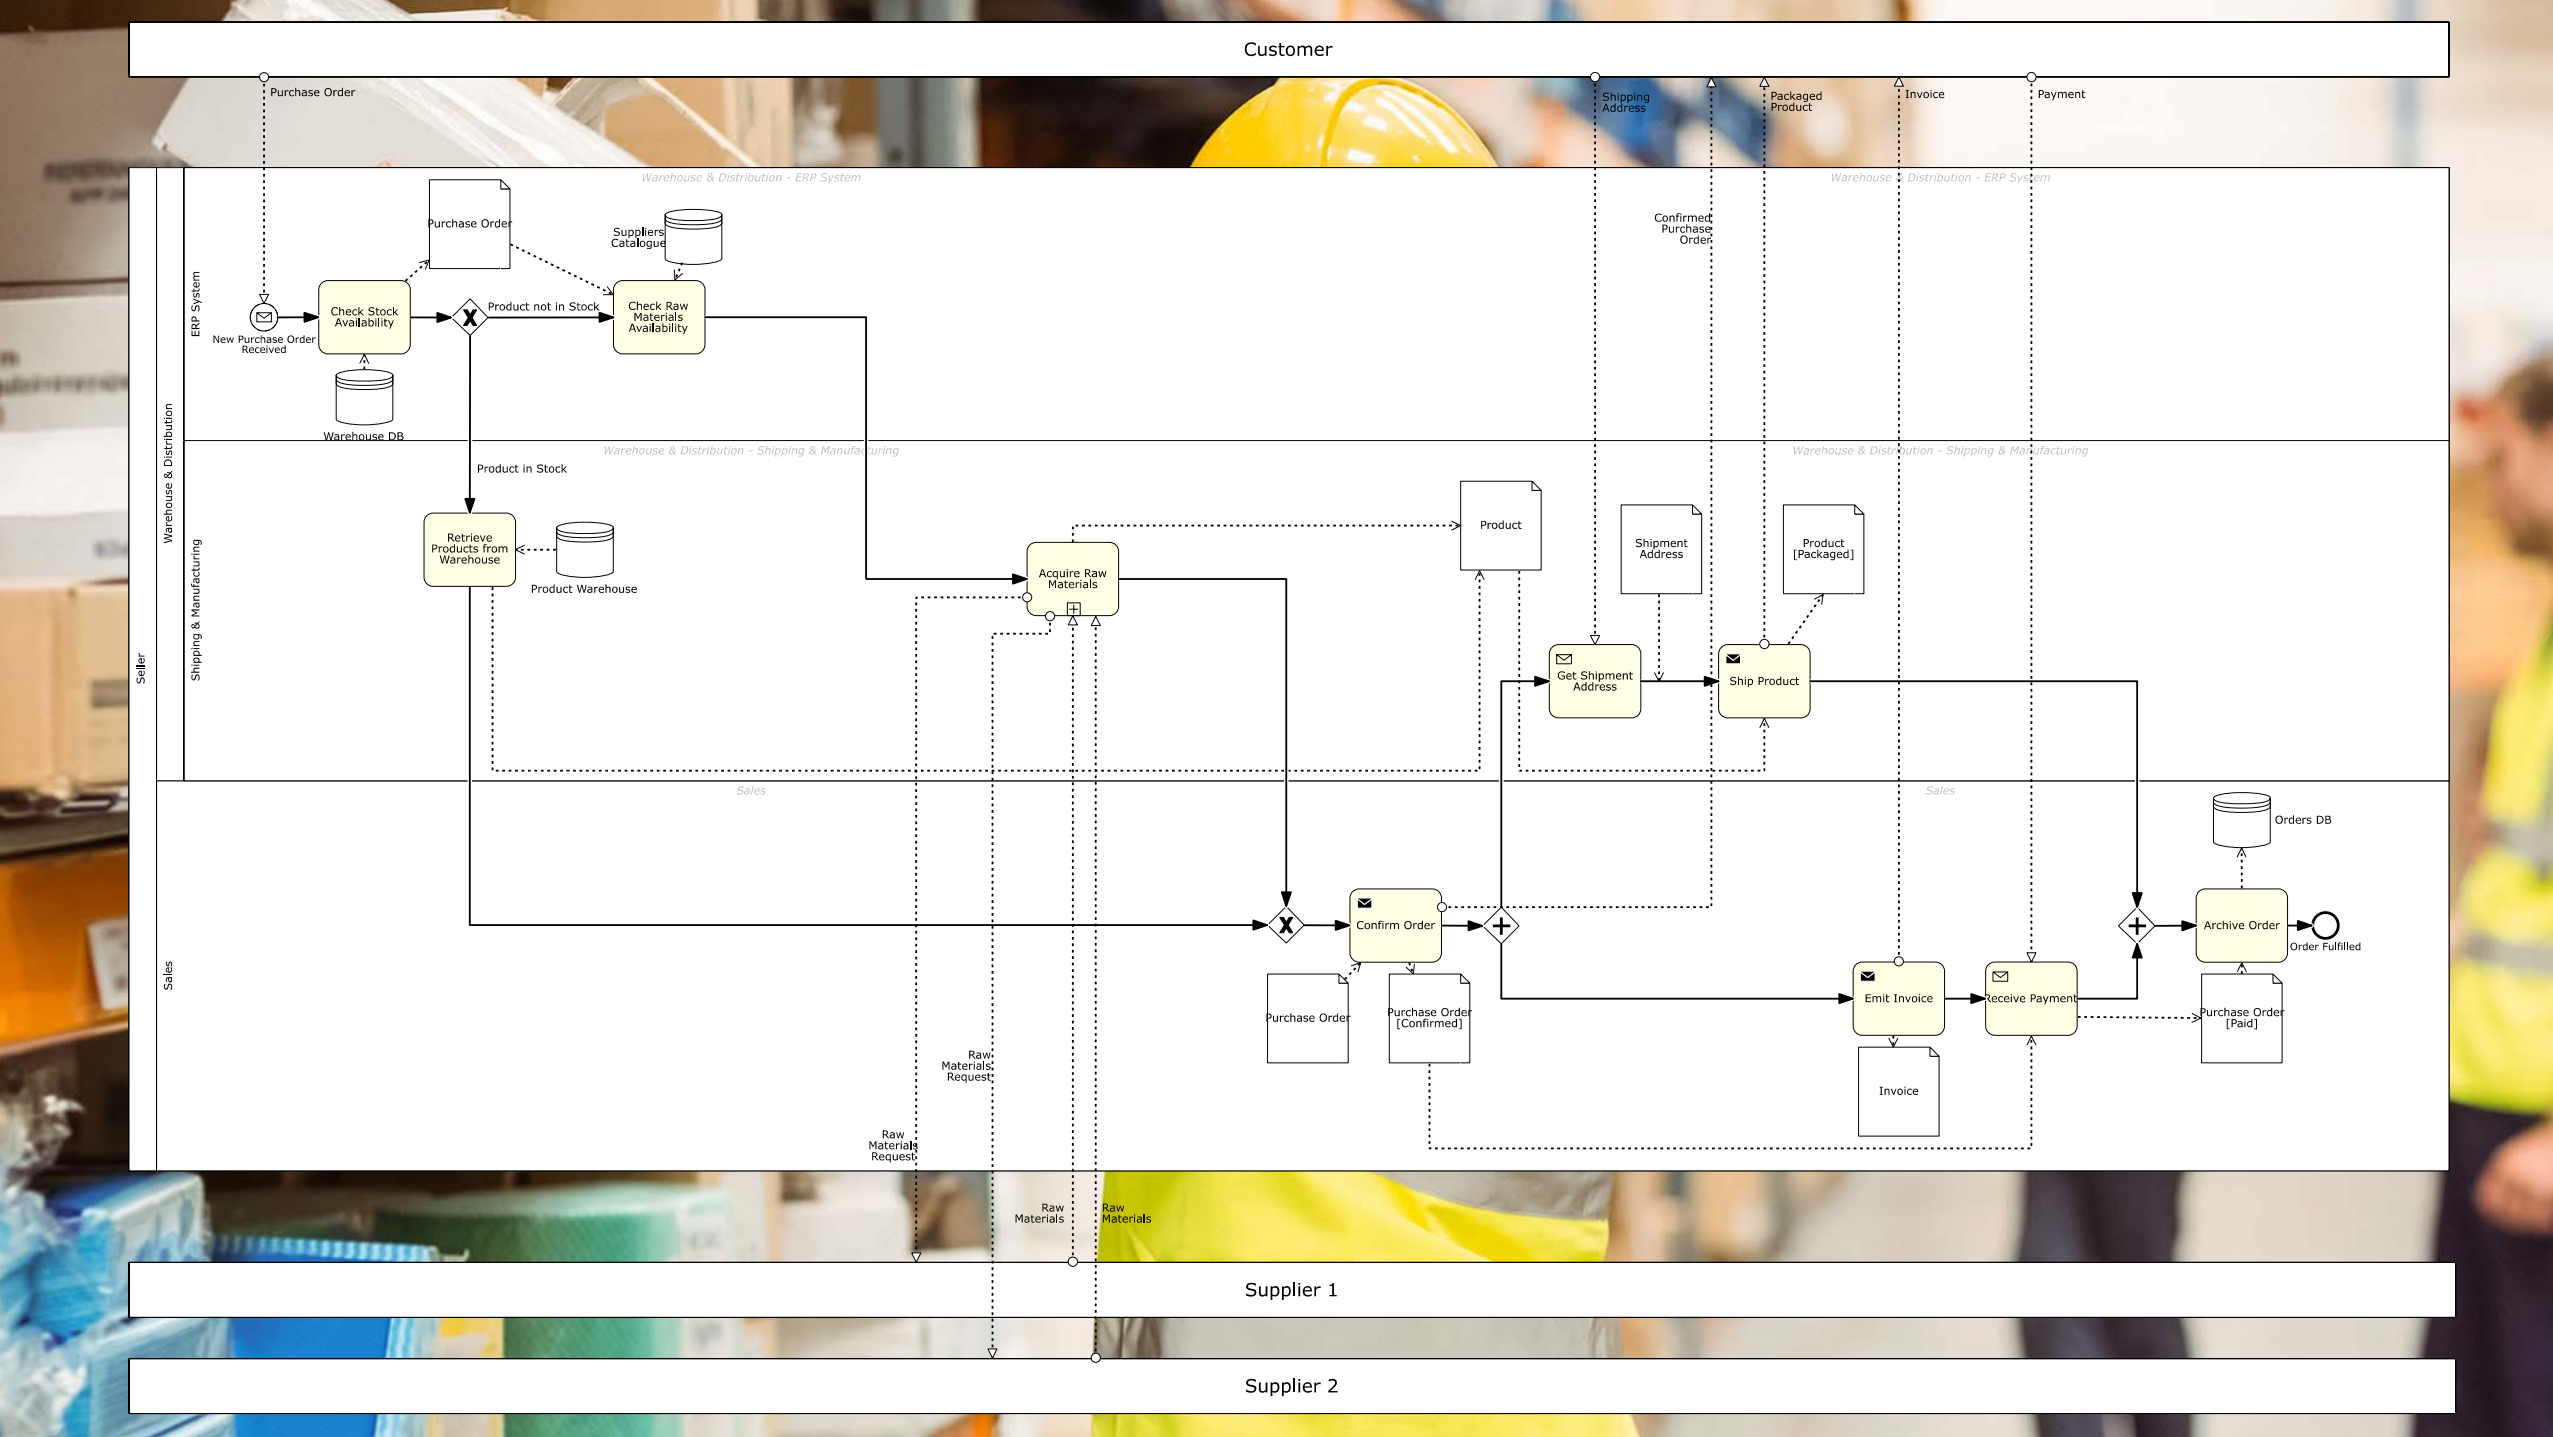 Customer
Purchase Order
Shipping
Address
Packaged
Product
Invoice
Payment
Warehouse & Distribution - ERP System
Warehouse & Distribution - ERP System
Purchase Order
Suppliers
Catalogue
Confirmed
Purchase
Order
ERP System
Check Stock
Availability
Product not in Stock
Check Raw
Materials
Availability
New Purchase Order
Received
Warehouse DB
Warehouse & Distribution
Warehouse & Distribution - Shipping & Manufacturing
Warehouse & Distribution - Shipping & Manufacturing
Product in Stock
Shipping & Manufacturing
Retrieve
Products from
Warehouse
Product Warehouse
Acquire Raw
Materials
Product
Shipment
Address
Product
[Packaged]
Get Shipment
Address
Ship Product
Seller
Sales
Sales
Orders DB
Sales
Confirm Order
Archive Order
Order Fulfilled
Purchase Order
Purchase Order
[Confirmed]
Emit Invoice
Receive Payment
Purchase Order
[Paid]
Invoice
Raw
Materials
Request
Raw
Materials
Request
Raw
Materials
Raw
Materials
Supplier 1
Supplier 2